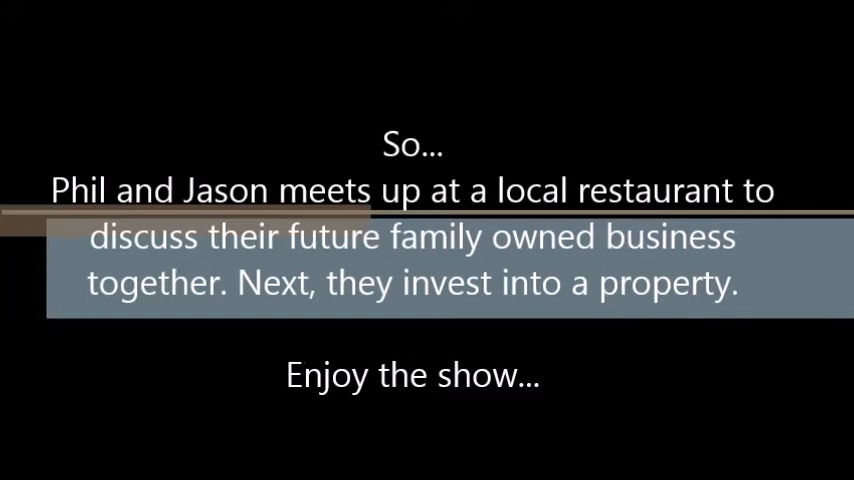 So...
Phil and Jason meets up at a local restaurant to
discuss their future family owned business
together. Next, they invest into a property.
Enjoy the show...